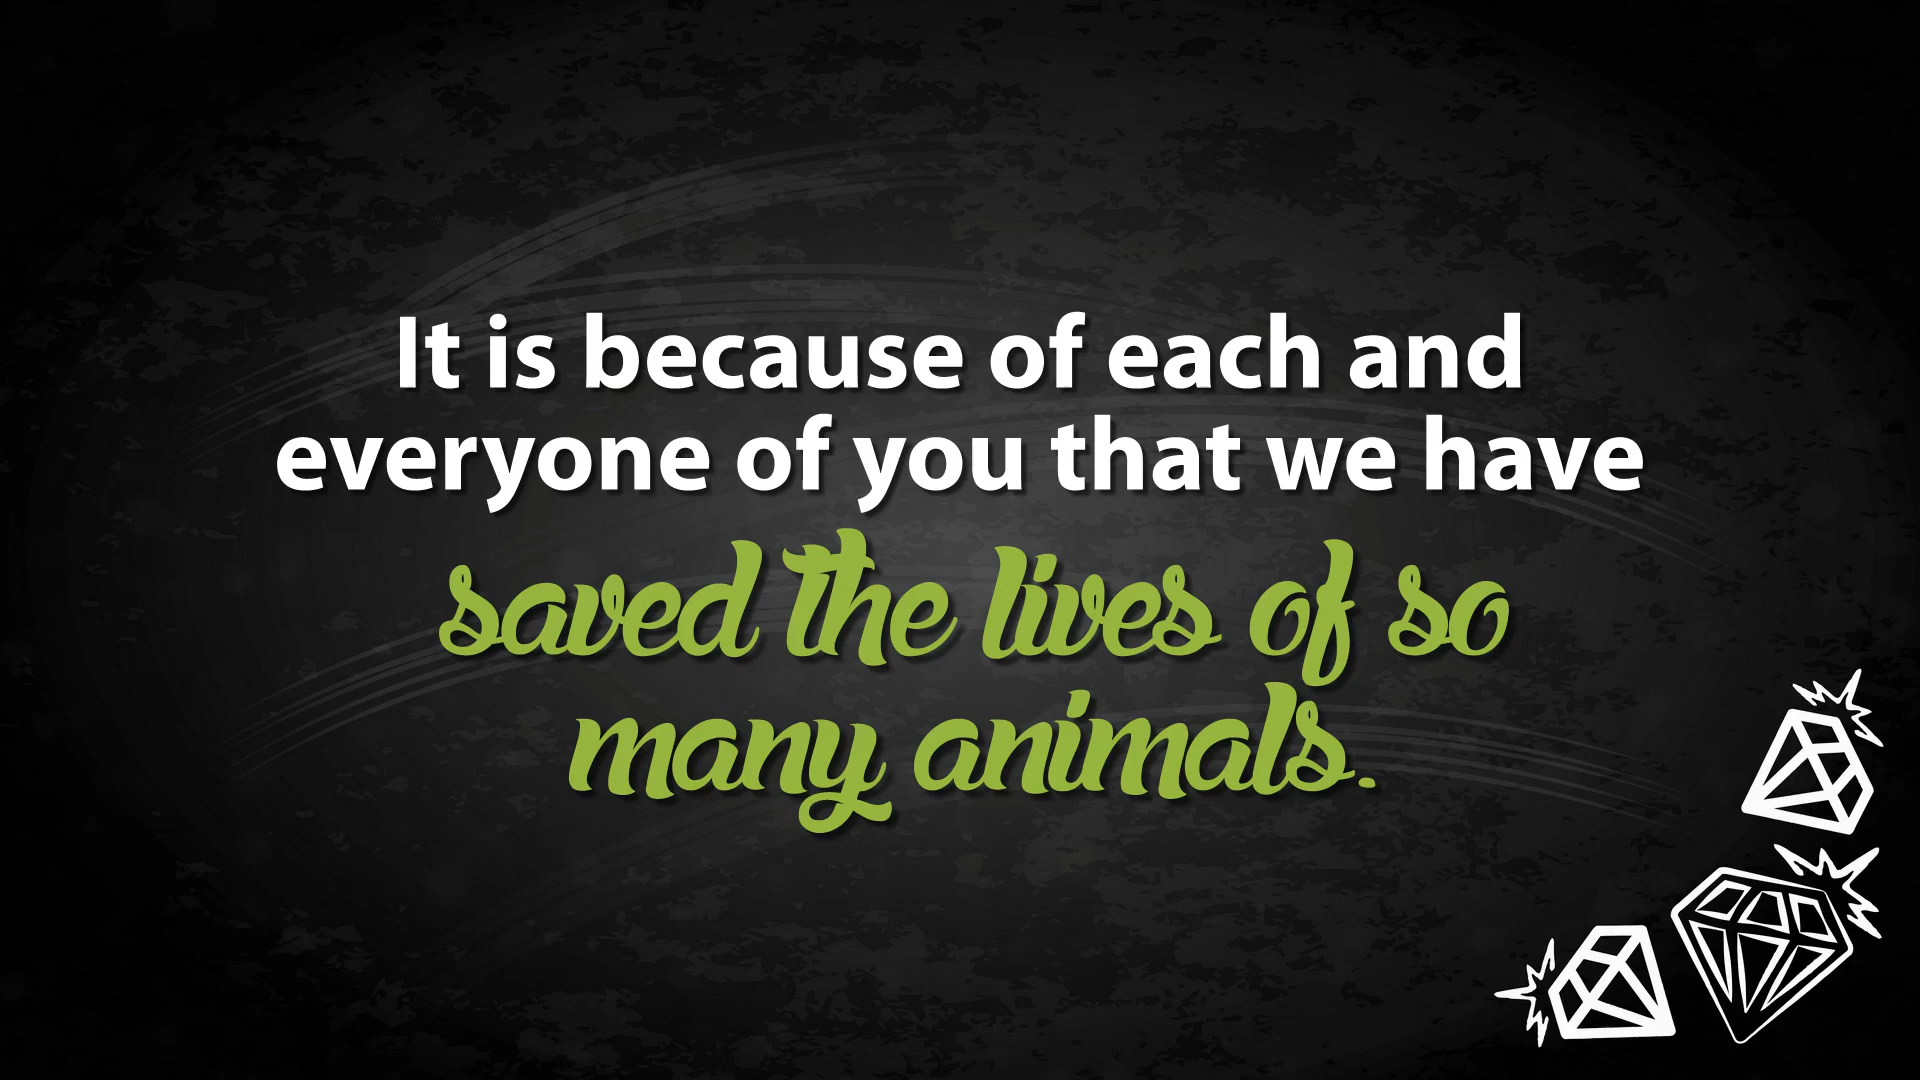 It is because of each and
everyone of you that we have
saved the lives of so
many animals.